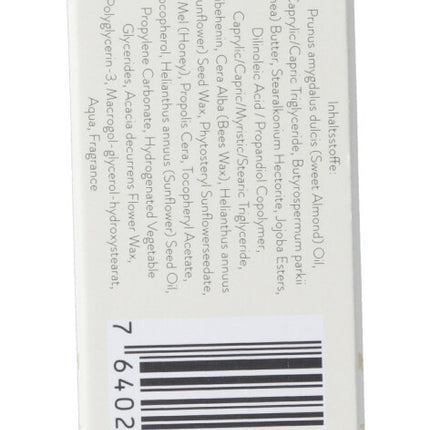 Inhaltsstoffe:
Prunus amygdalus dulcis (Sweet Almond) Oil,
Caprylic/Capric Triglyceride, Butyrospermum parkii
Butter, Stearalkonium Hectorite, Jojoba Esters,
Dilinoleic Acid / Propandiol Copolymer,
Caprylic/Capric/Myristic/Stearic Triglyceride,
Cera Alba (Bees Wax), Helianthus annuus
Seed Wax, Phytosteryl Sunflowerseedate,
Mel (Honey), Propolis Cera, Tocopheryl Acetate,
Helianthus annuus (Sunflower) Seed Oil,
Propylene Carbonate, Hydrogenated Vegetable
Glycerides, Acacia decurrens Flower Wax,
Polyglycerin-3, Macrogol-glycerol-hydroxystearat,
Aqua, Fragrance
7 6402